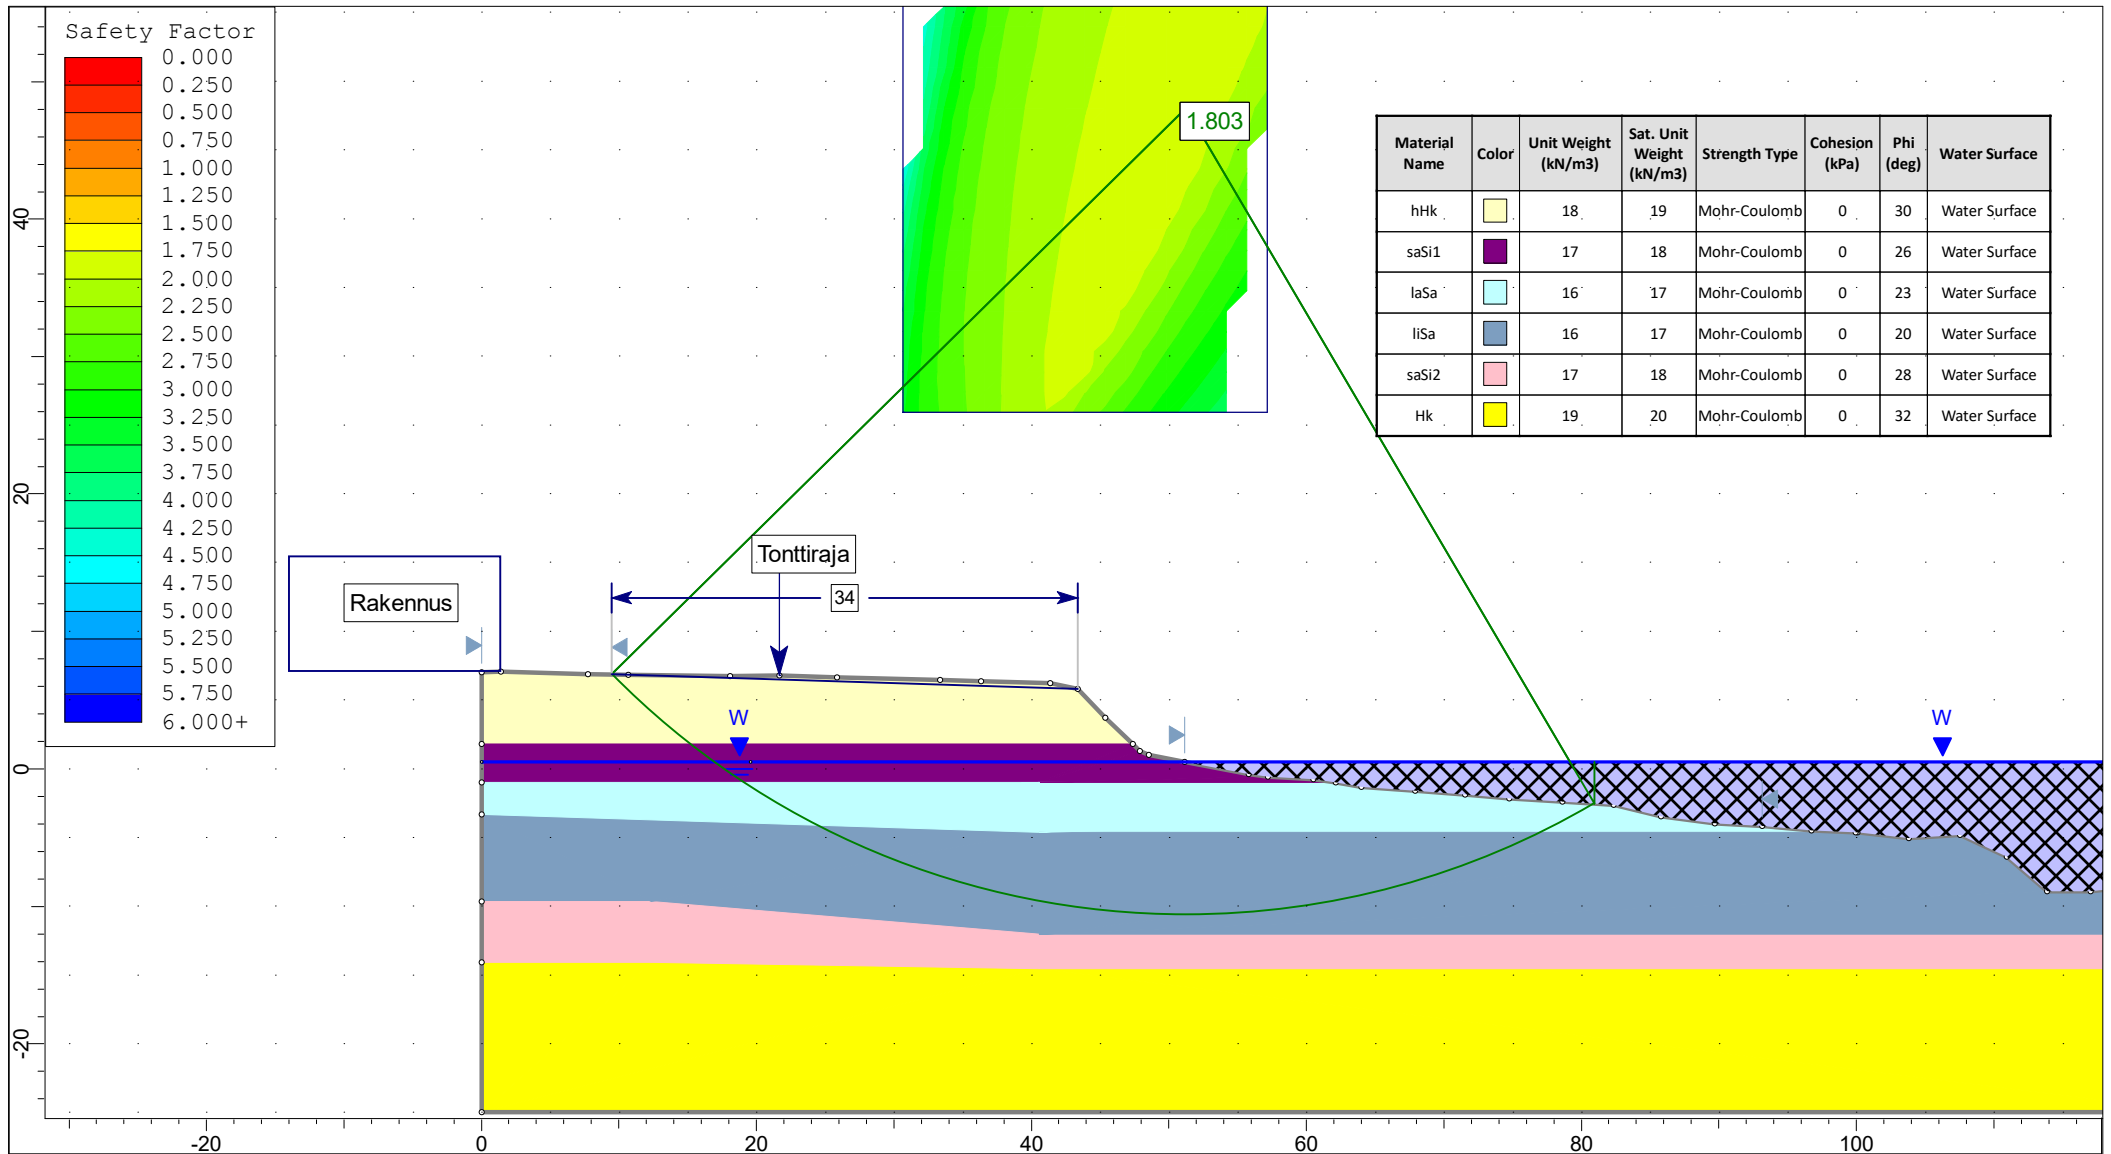 Safety Factor
0.000
0.250
0.500
0.750
1.000
1.250
1.500
1.750
2.000
2.250
2.500
2.750
3.000
3.250
3.500
3.750
4.000
4.250
4.500
4.750
5.000
5.250
5.500
5.750
6.000+
1.803
Material Name Color Unit Weight (kN/m3) Sat. Unit Weight (kN/m3) Strength Type Cohesion (kPa) Phi (deg) Water Surface
hHk 18 19 Mohr-Coulomb 0 30 Water Surface
saSi1 17 18 Mohr-Coulomb 0 26 Water Surface
laSa 16 17 Mohr-Coulomb 0 23 Water Surface
liSa 16 17 Mohr-Coulomb 0 20 Water Surface
saSi2 17 18 Mohr-Coulomb 0 28 Water Surface
Hk 19 20 Mohr-Coulomb 0 32 Water Surface
Tonttiraja
Rakennus
34
W
W
40
20
0
-20
-20 0 20 40 60 80 100